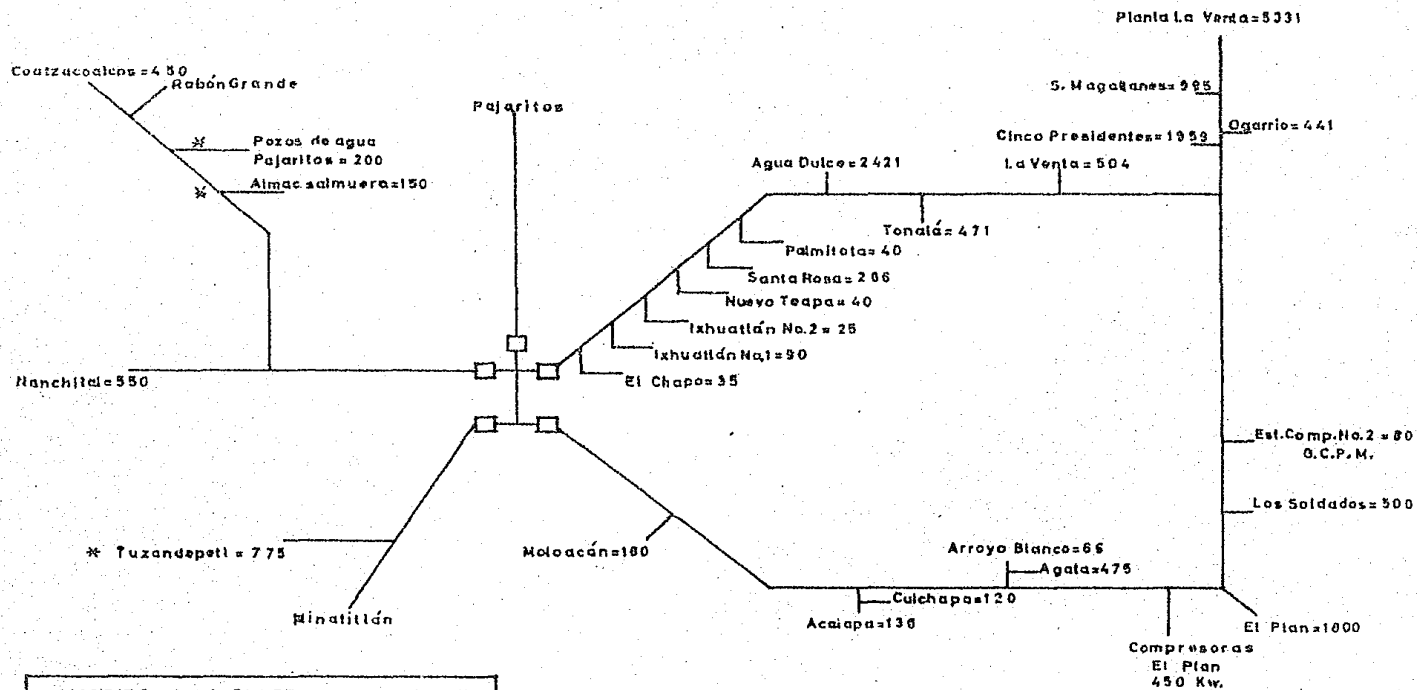 Planta La Venta=5331
Coatzacoalcos=450
Rabón Grande
S. Magallanes=985
Pajaritos
Ogarrio=441
Cinco Presidentes=1959
* Pozos de agua
Pajaritos=200
Agua Dulce=2421
La Venta=504
* Almac. salmuera=150
Tonalá=471
Palmitota=40
Santa Rosa=206
Nuevo Teapa=40
Ixhuatlán No.2=25
Ixhuatlán No.1=90
Nanchital=550
El Chapo=35
Est.Comp.No.2=80
G.C.P.M.
Los Soldados=500
* Tuzandepetl=775
Moloacán=180
Arroyo Blanco=66
Agata=475
Cuichapa=120
Minatitlán
Acalapa=136
El Plan=1000
Compresoras
El Plan
450 Kw.